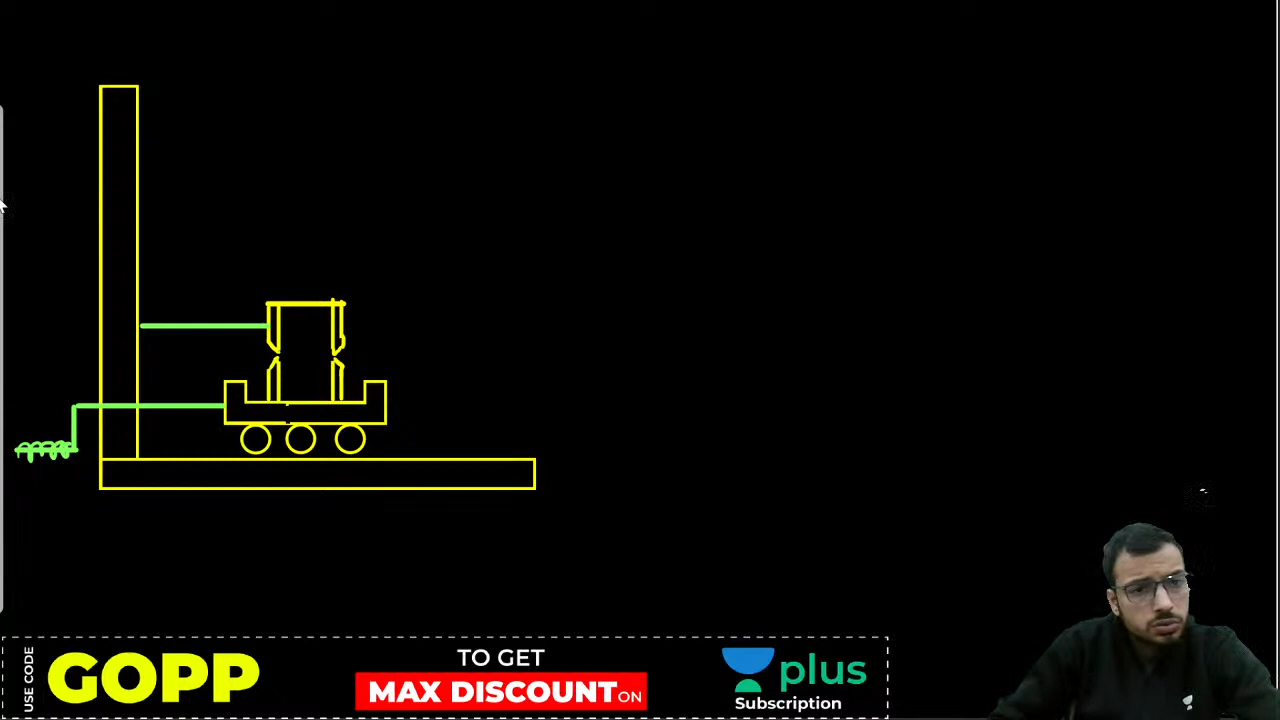 USE CODE
GOPP
TO GET
MAX DISCOUNT ON
plus
Subscription